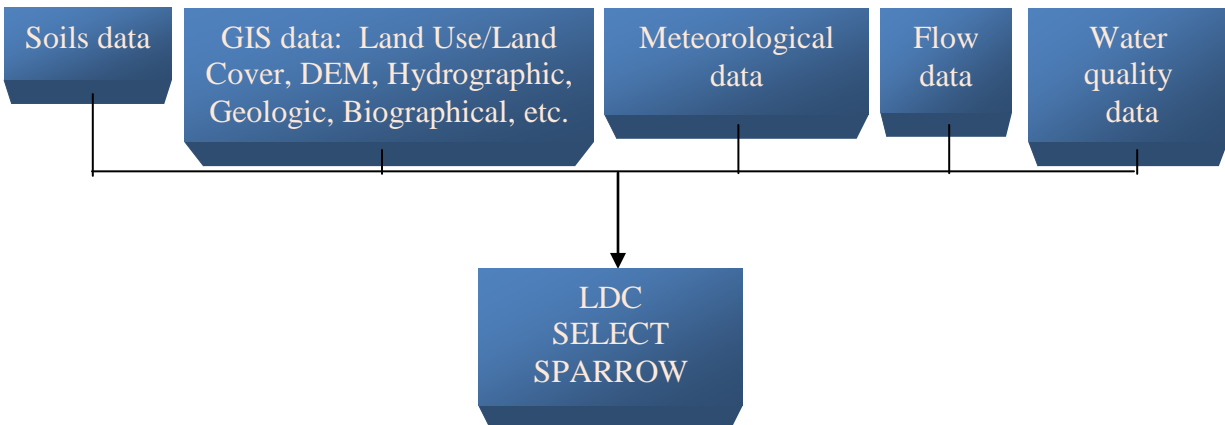 Soils data
GIS data:  Land Use/Land
Cover, DEM, Hydrographic,
Geologic, Biographical, etc.
Meteorological
data
Flow
data
Water
quality
data
LDC
SELECT
SPARROW